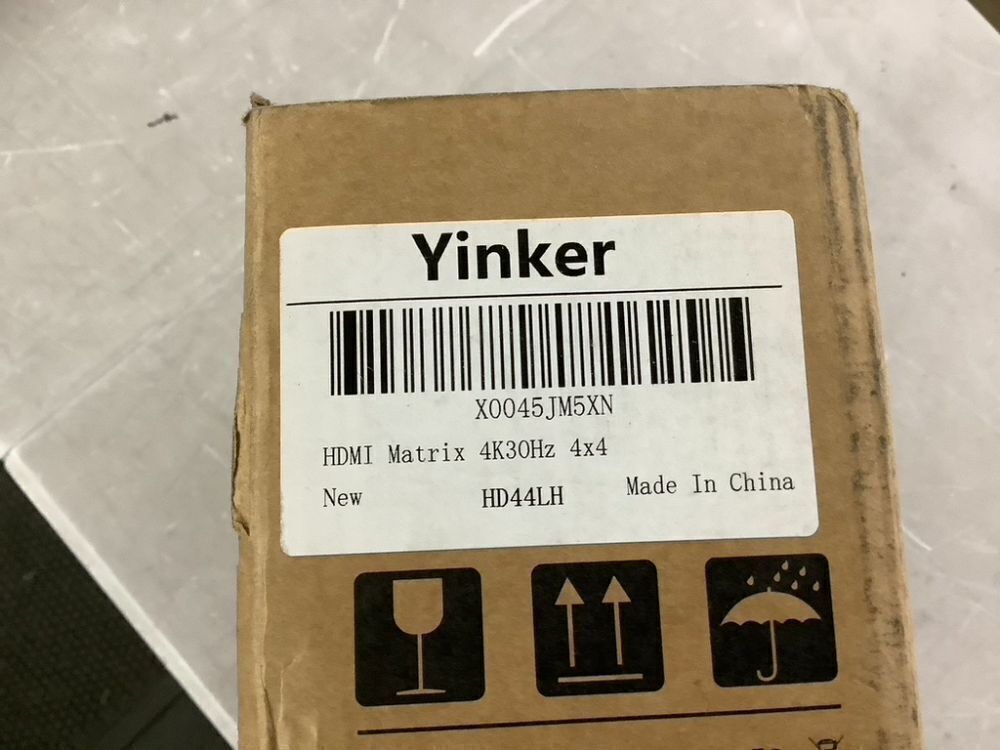 Yinker
X0045JM5XN
HDMI Matrix 4K30Hz 4x4
New HD44LH Made In China